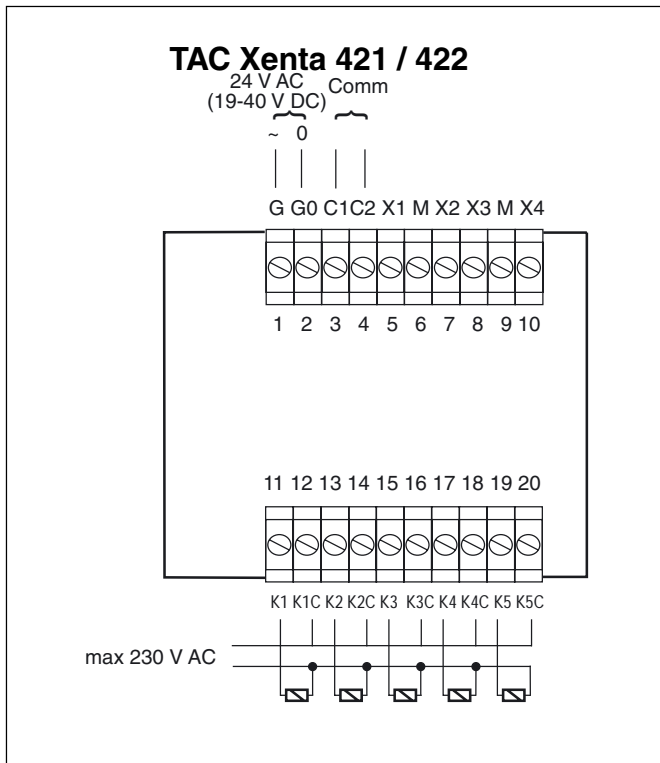 TAC Xenta 421 / 422
24 V AC
(19-40 V DC)
Comm
~ 0
G G0 C1 C2 X1 M X2 X3 M X4
1 2 3 4 5 6 7 8 9 10
11 12 13 14 15 16 17 18 19 20
K1 K1C K2 K2C K3 K3C K4 K4C K5 K5C
max 230 V AC